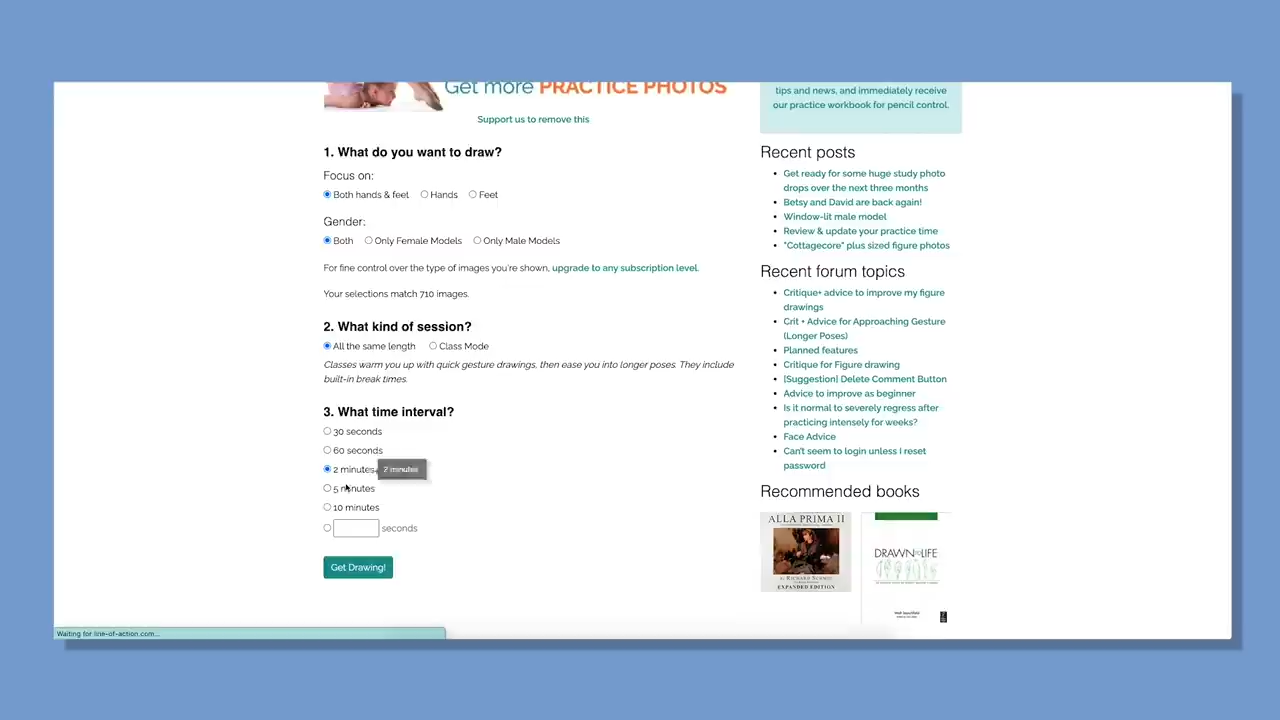 Get more PRACTICE PHOTOS
Support us to remove this
1. What do you want to draw?
Focus on:
Both hands & feet Hands Feet
Gender:
Both Only Female Models Only Male Models
For fine control over the type of images you're shown, upgrade to any subscription level.
Your selections match 710 images.
2. What kind of session?
All the same length Class Mode
Classes warm you up with quick gesture drawings, then ease you into longer poses. They include
built-in break times.
3. What time interval?
30 seconds
60 seconds
2 minutes 2 minutes
5 minutes
10 minutes
seconds
Get Drawing!
tips and news, and immediately receive
our practice workbook for pencil control.
Recent posts
Get ready for some huge study photo
drops over the next three months
Betsy and David are back again!
Window-lit male model
Review & update your practice time
"Cottagecore" plus sized figure photos
Recent forum topics
Critique+ advice to improve my figure
drawings
Crit + Advice for Approaching Gesture
(Longer Poses)
Planned features
Critique for Figure drawing
[Suggestion] Delete Comment Button
Advice to improve as beginner
Is it normal to severely regress after
practicing intensely for weeks?
Face Advice
Can't seem to login unless I reset
password
Recommended books
ALLA PRIMA II
EXPANDED EDITION
DRAWN TO LIFE
Waiting for line-of-action.com...